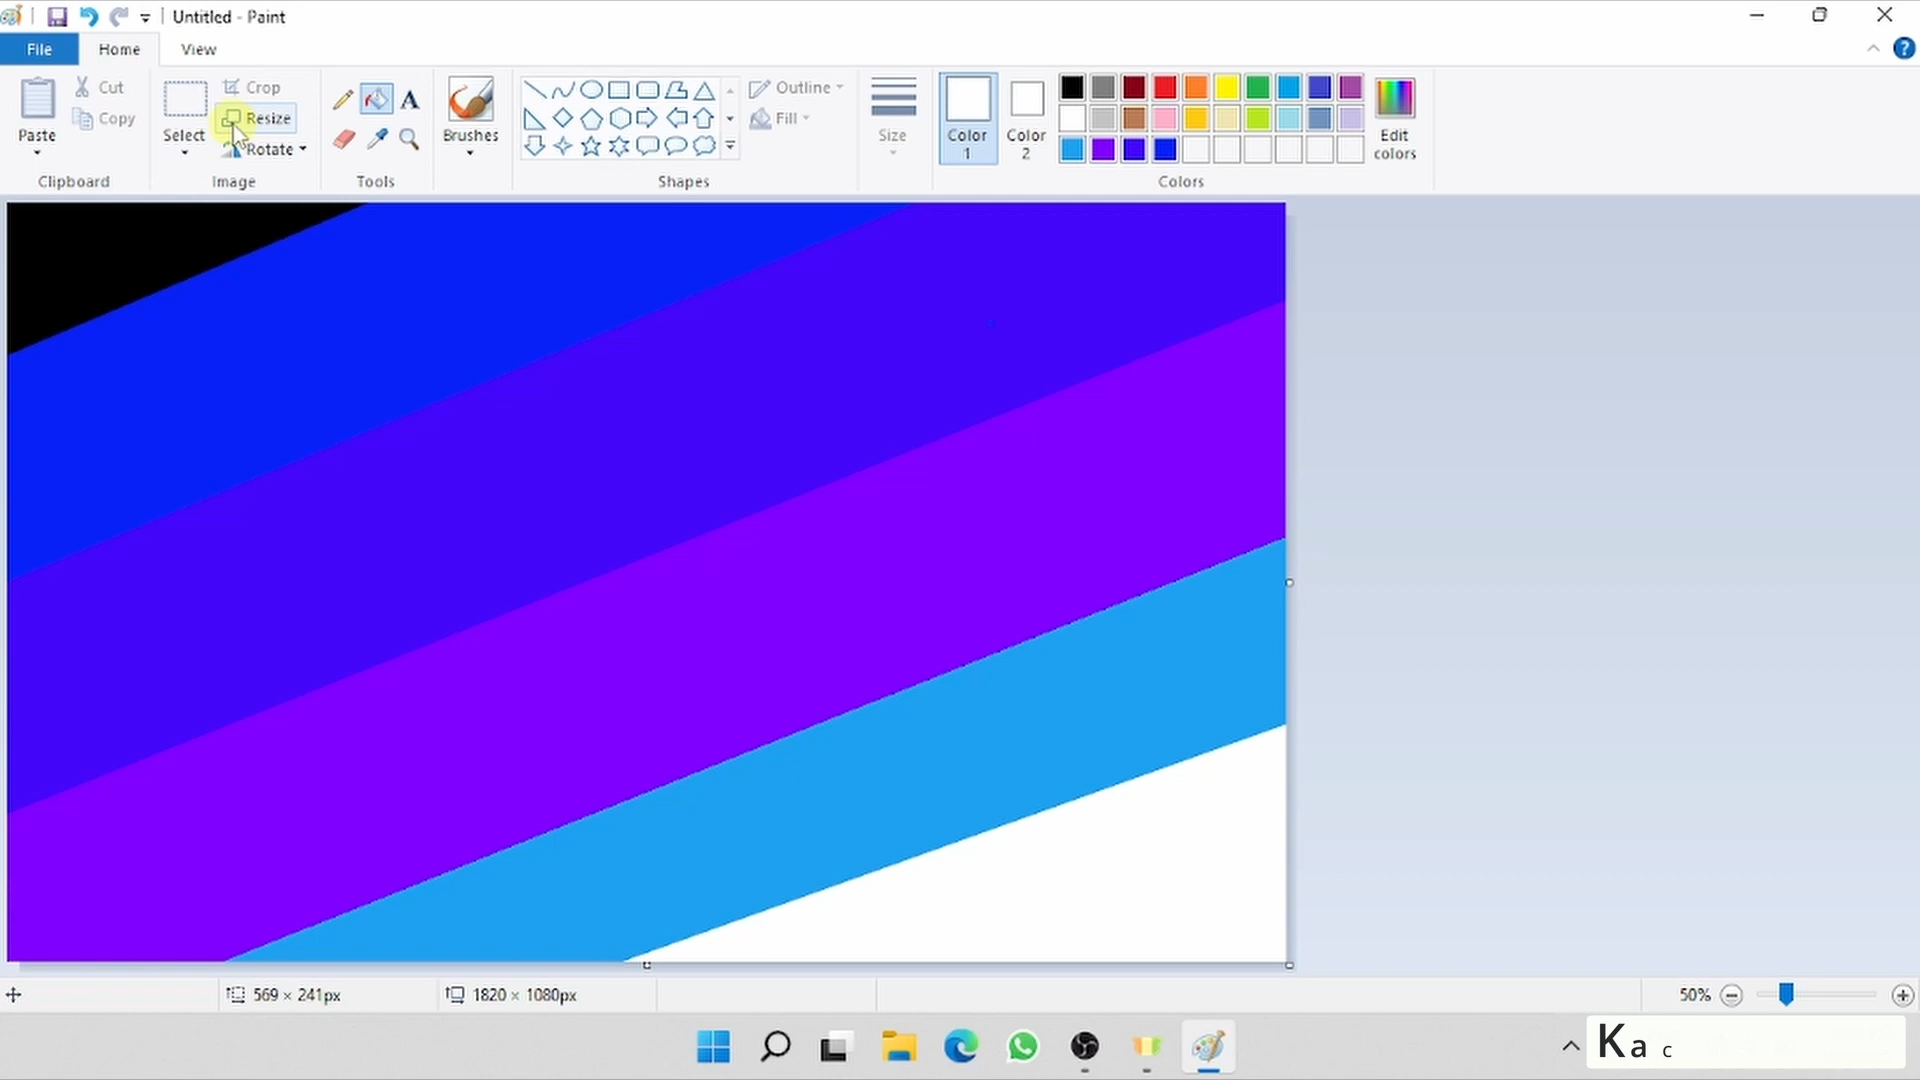 Untitled - Paint
File Home View
Paste Cut Copy Clipboard
Select Crop Resize Rotate Image
A
Tools
Brushes
Shapes
Outline
Fill
Size
Color 1
Color 2
Colors
Edit colors
?
569 × 241px
1820 × 1080px
50%
K a c